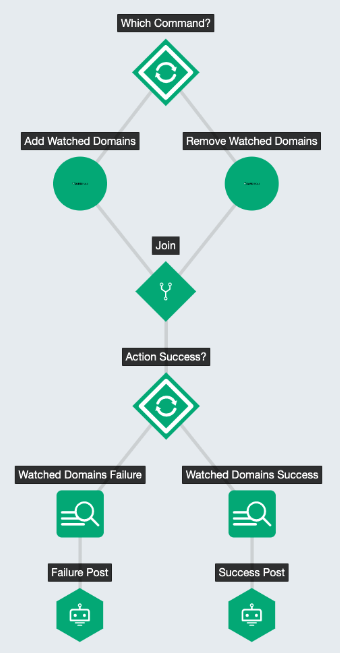 Which Command?
Add Watched Domains
Remove Watched Domains
Join
Action Success?
Watched Domains Failure
Watched Domains Success
Failure Post
Success Post